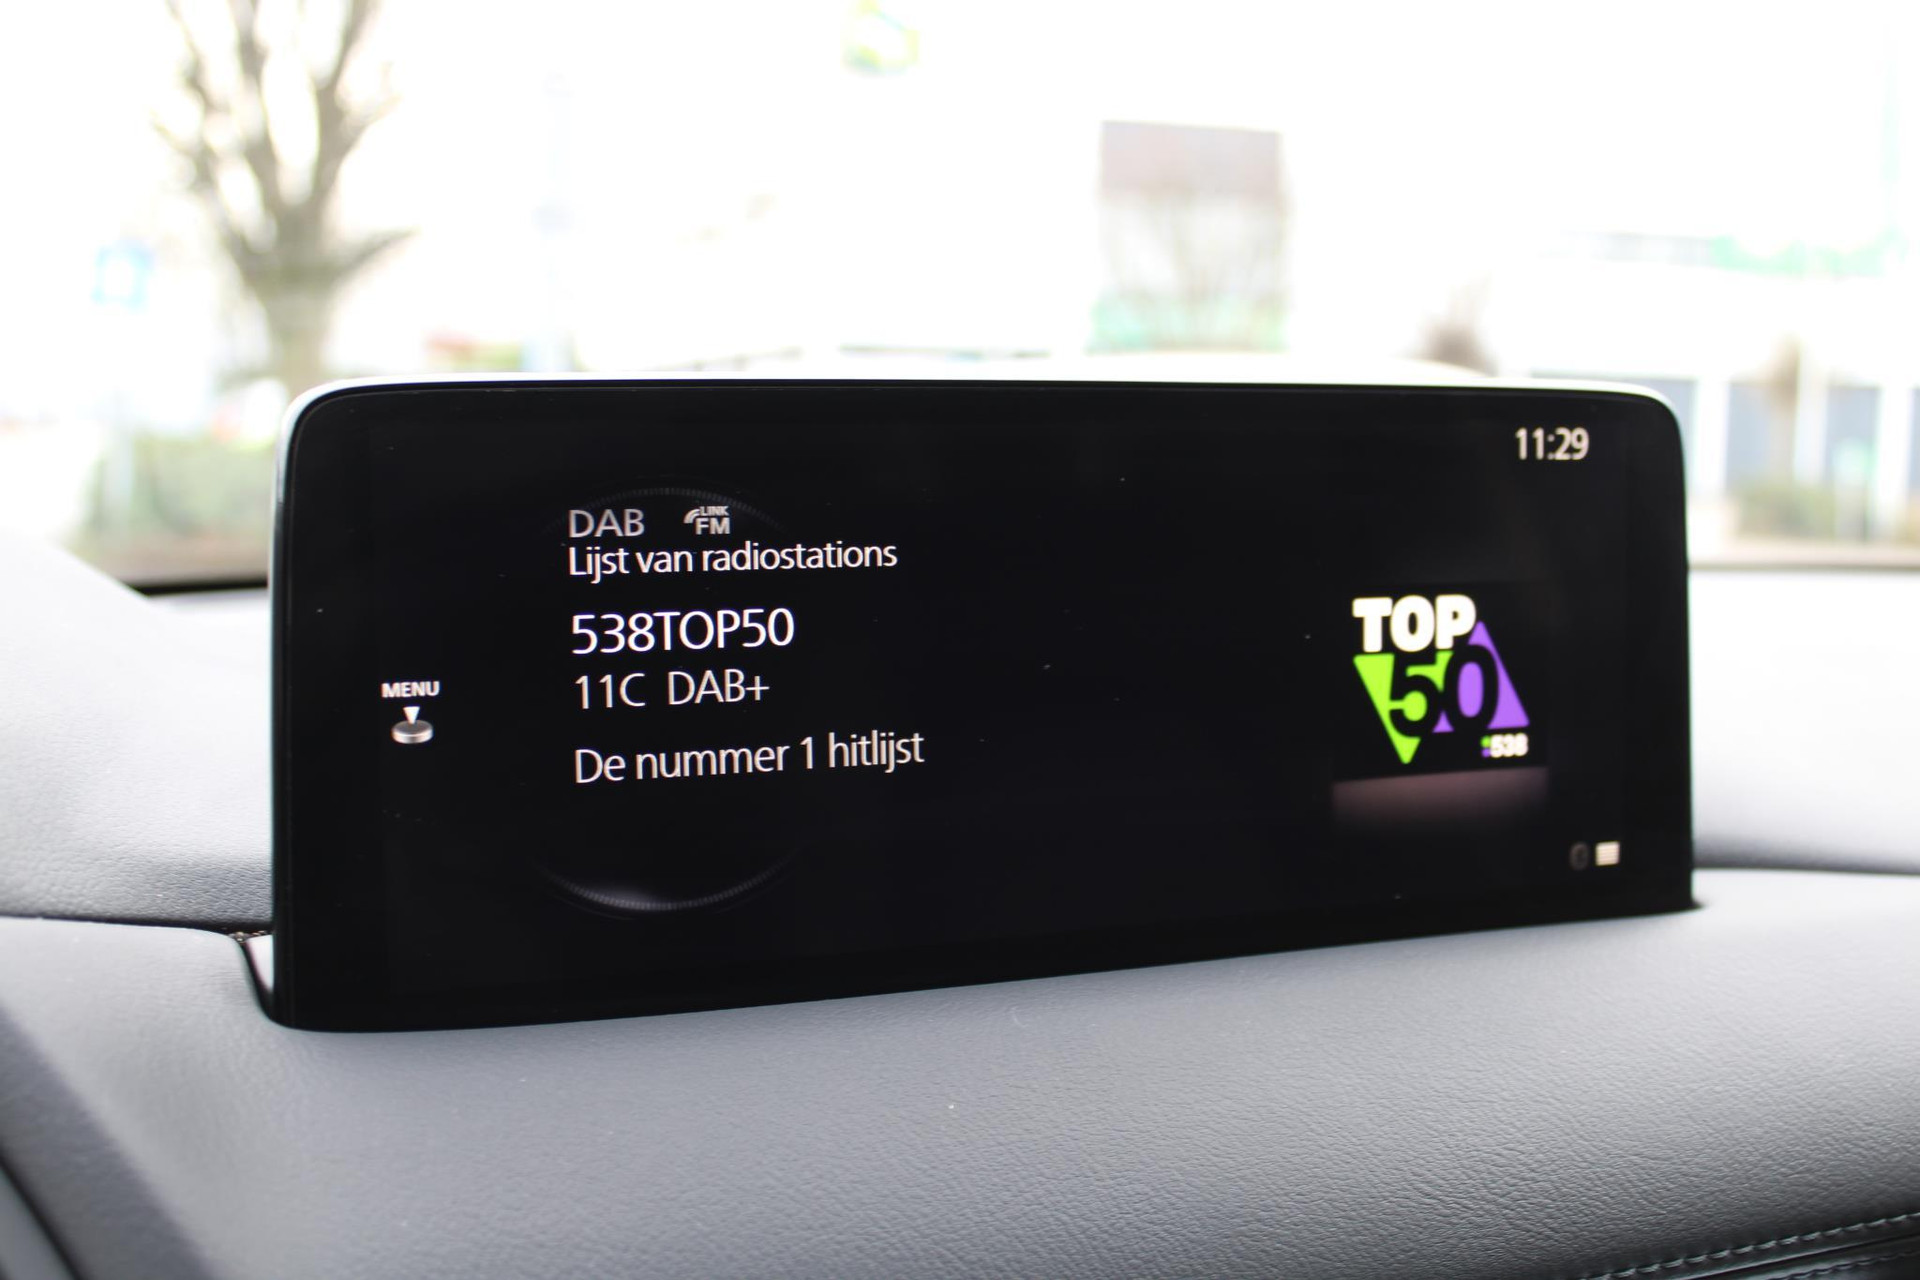 11:29
DAB LINK FM
Lijst van radiostations
538TOP50
11C DAB+
De nummer 1 hitlijst
MENU
TOP
50
538